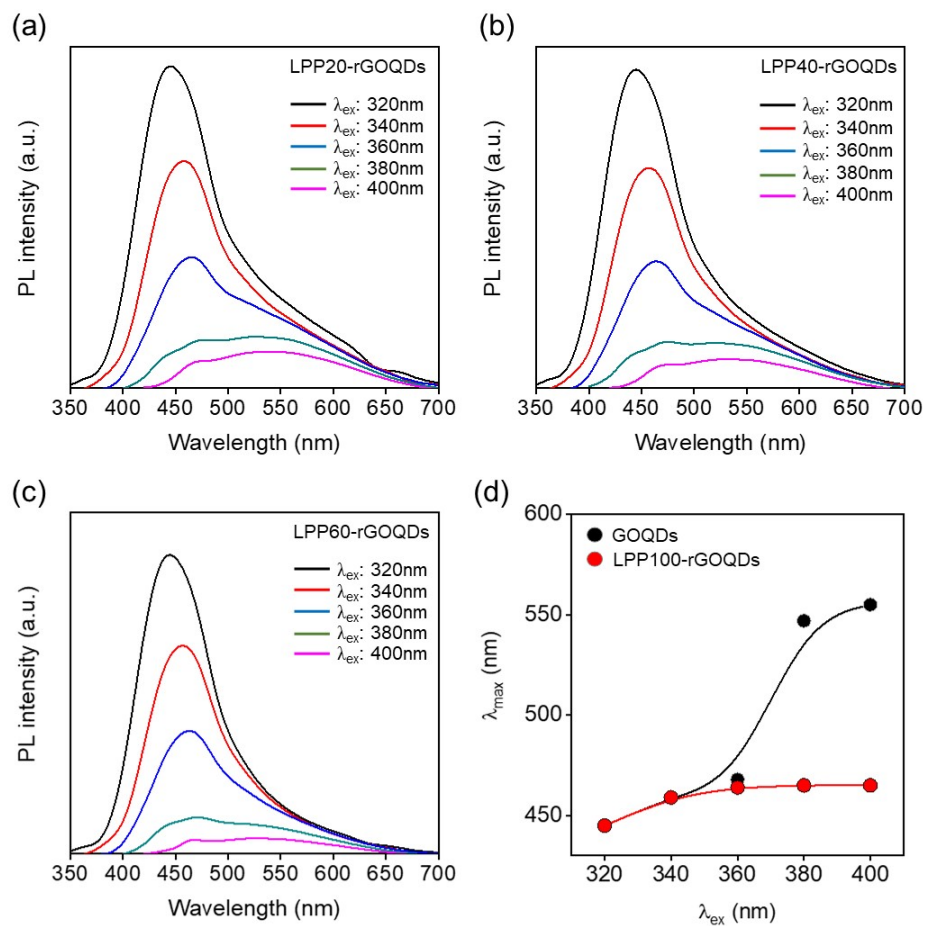 (a)
LPP20-rGOQDs
λex: 320nm
λex: 340nm
λex: 360nm
λex: 380nm
λex: 400nm
PL intensity (a.u.)
350 400 450 500 550 600 650 700
Wavelength (nm)
(b)
LPP40-rGOQDs
λex: 320nm
λex: 340nm
λex: 360nm
λex: 380nm
λex: 400nm
PL intensity (a.u.)
350 400 450 500 550 600 650 700
Wavelength (nm)
(c)
LPP60-rGOQDs
λex: 320nm
λex: 340nm
λex: 360nm
λex: 380nm
λex: 400nm
PL intensity (a.u.)
350 400 450 500 550 600 650 700
Wavelength (nm)
(d)
GOQDs
LPP100-rGOQDs
λmax (nm)
600
550
500
450
320 340 360 380 400
λex (nm)